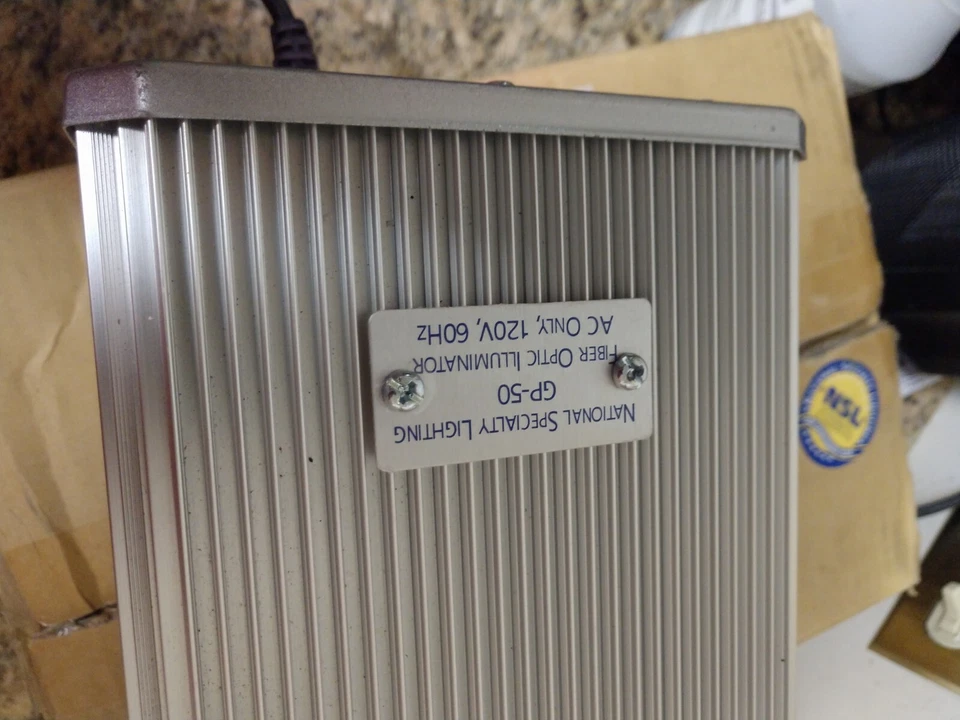 National Specialty Lighting
GP-50
Fiber Optic Illuminator
AC Only, 120V, 60Hz
NSL